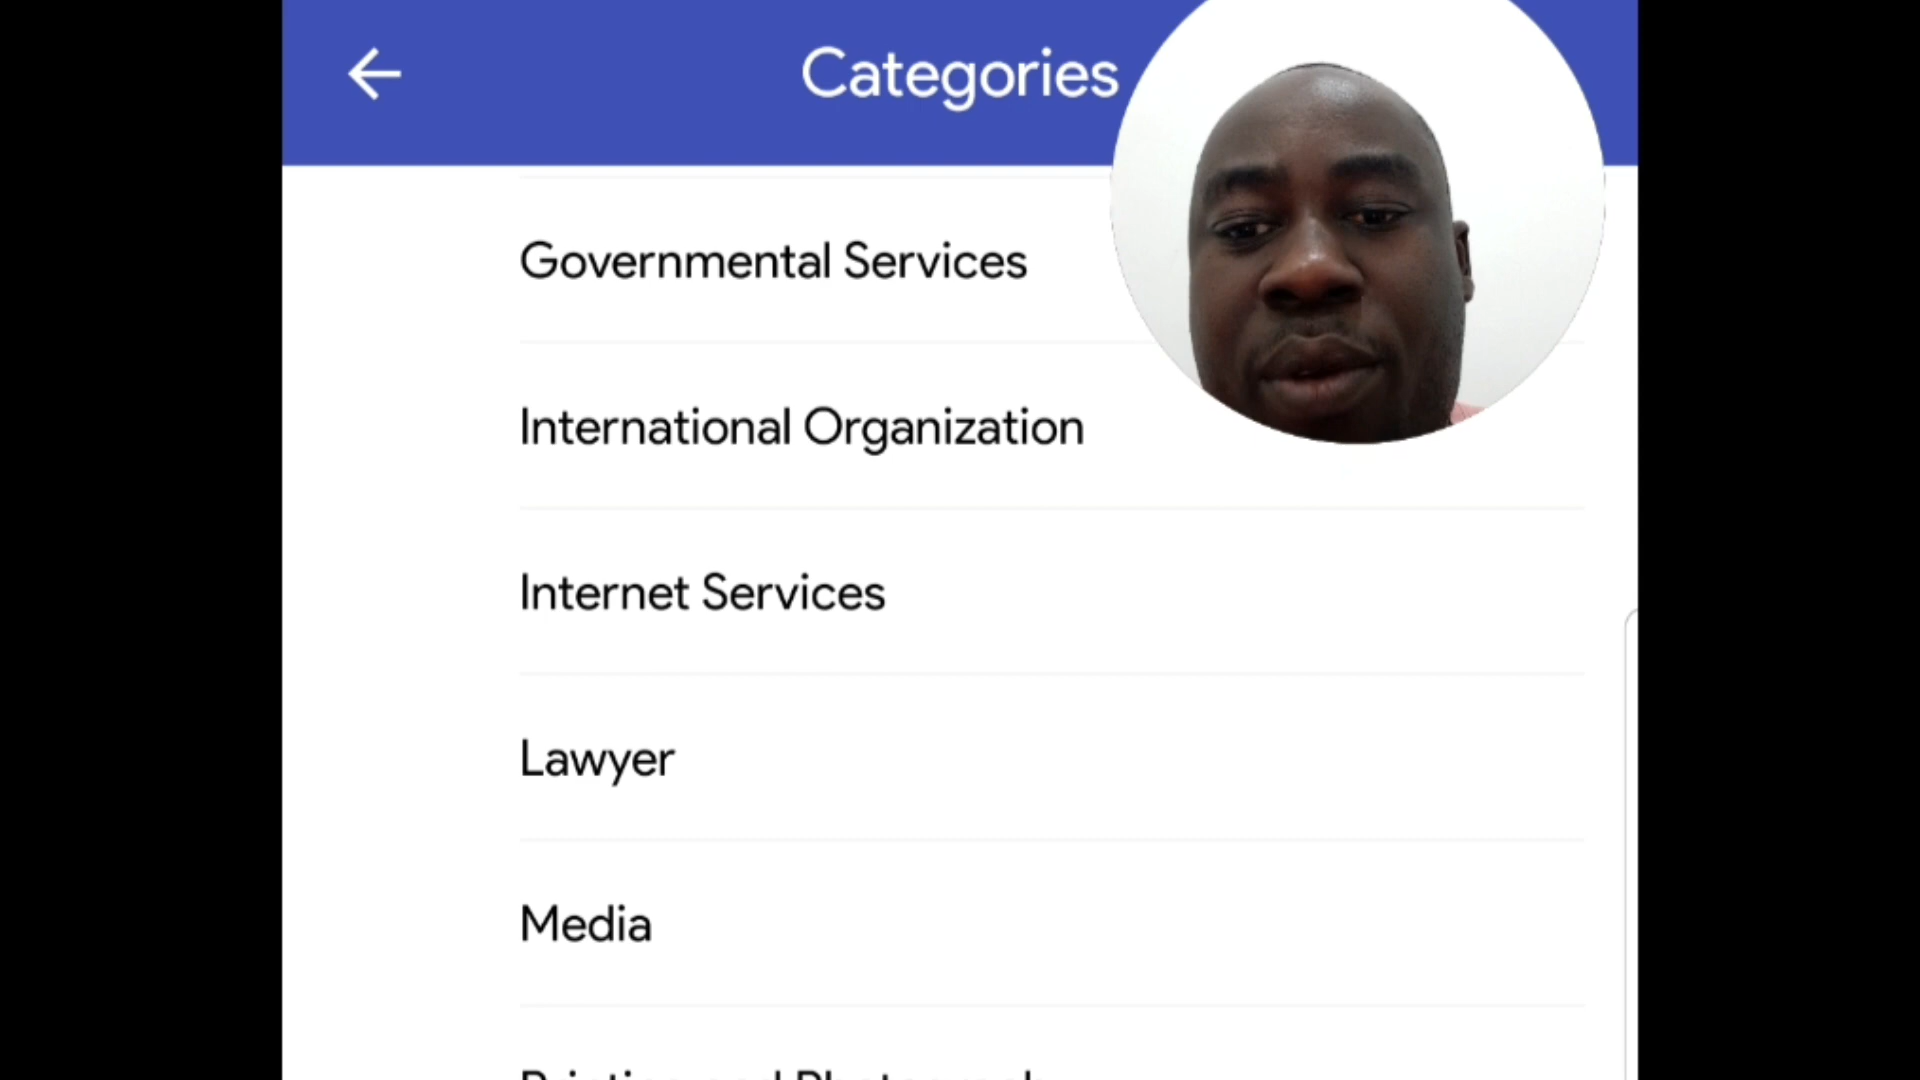 Categories
Governmental Services
International Organization
Internet Services
Lawyer
Media